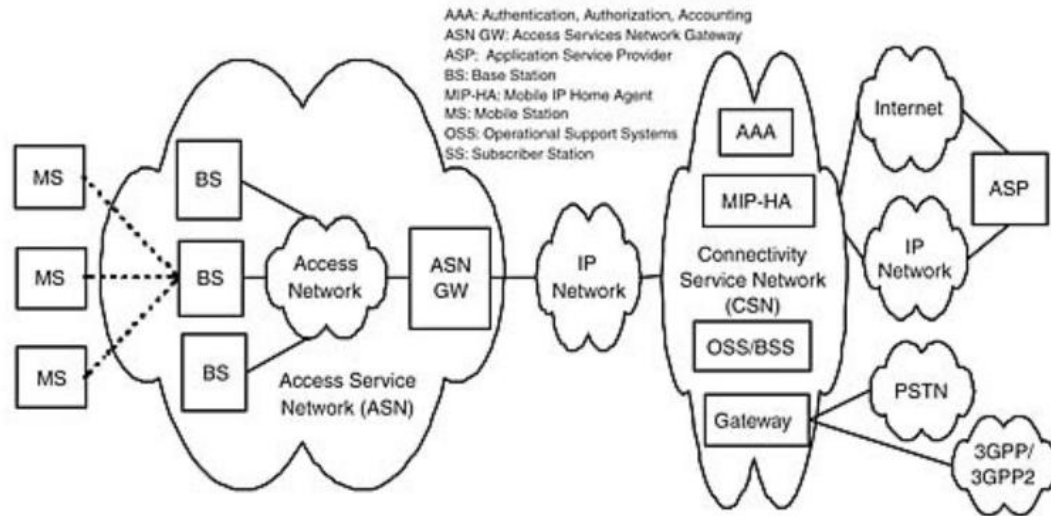 AAA: Authentication, Authorization, Accounting
ASN GW: Access Services Network Gateway
ASP: Application Service Provider
BS: Base Station
MIP-HA: Mobile IP Home Agent
MS: Mobile Station
OSS: Operational Support Systems
SS: Subscriber Station
MS
MS
MS
BS
BS
BS
Access
Network
ASN
GW
Access Service
Network (ASN)
IP
Network
AAA
MIP-HA
Connectivity
Service Network
(CSN)
OSS/BSS
Gateway
Internet
IP
Network
ASP
PSTN
3GPP/
3GPP2